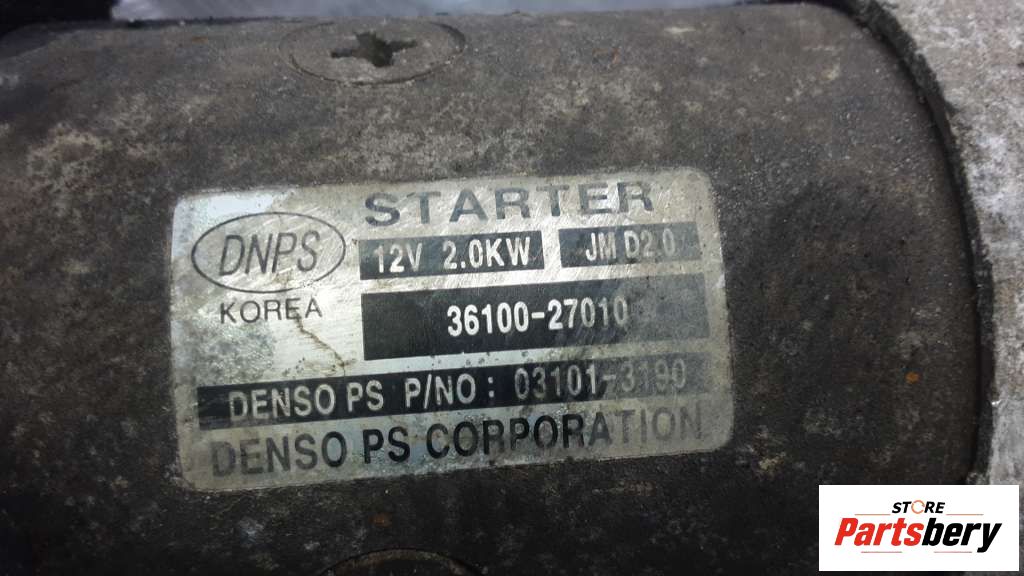 STARTER
DNPS
12V 2.0KW
JM D2.0
KOREA
36100-27010
DENSO PS P/NO: 03101-3190
DENSO PS CORPORATION
STORE
Partsbery